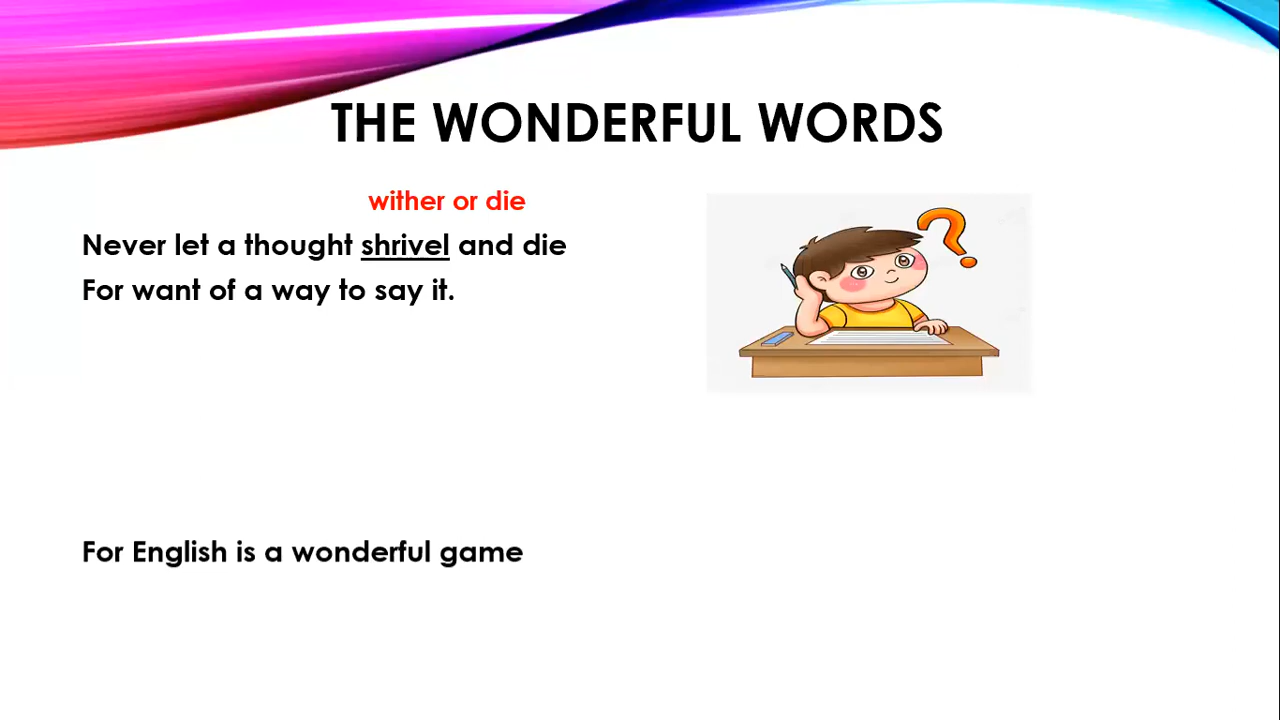 THE WONDERFUL WORDS
wither or die
Never let a thought shrivel and die
For want of a way to say it.
For English is a wonderful game